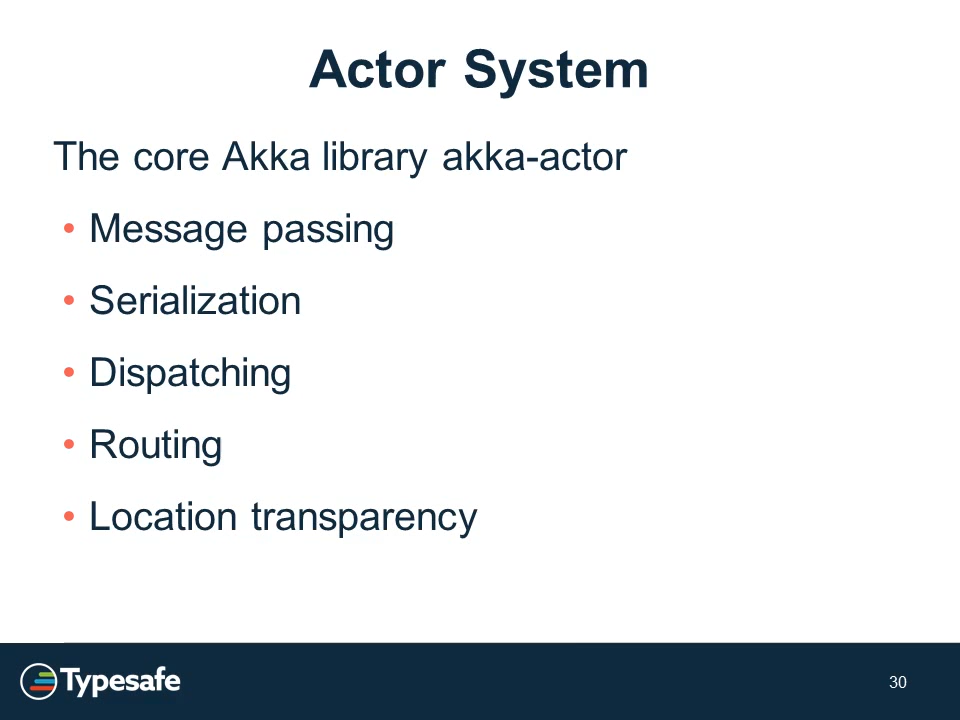 Actor System
The core Akka library akka-actor
• Message passing
• Serialization
• Dispatching
• Routing
• Location transparency
Typesafe
30